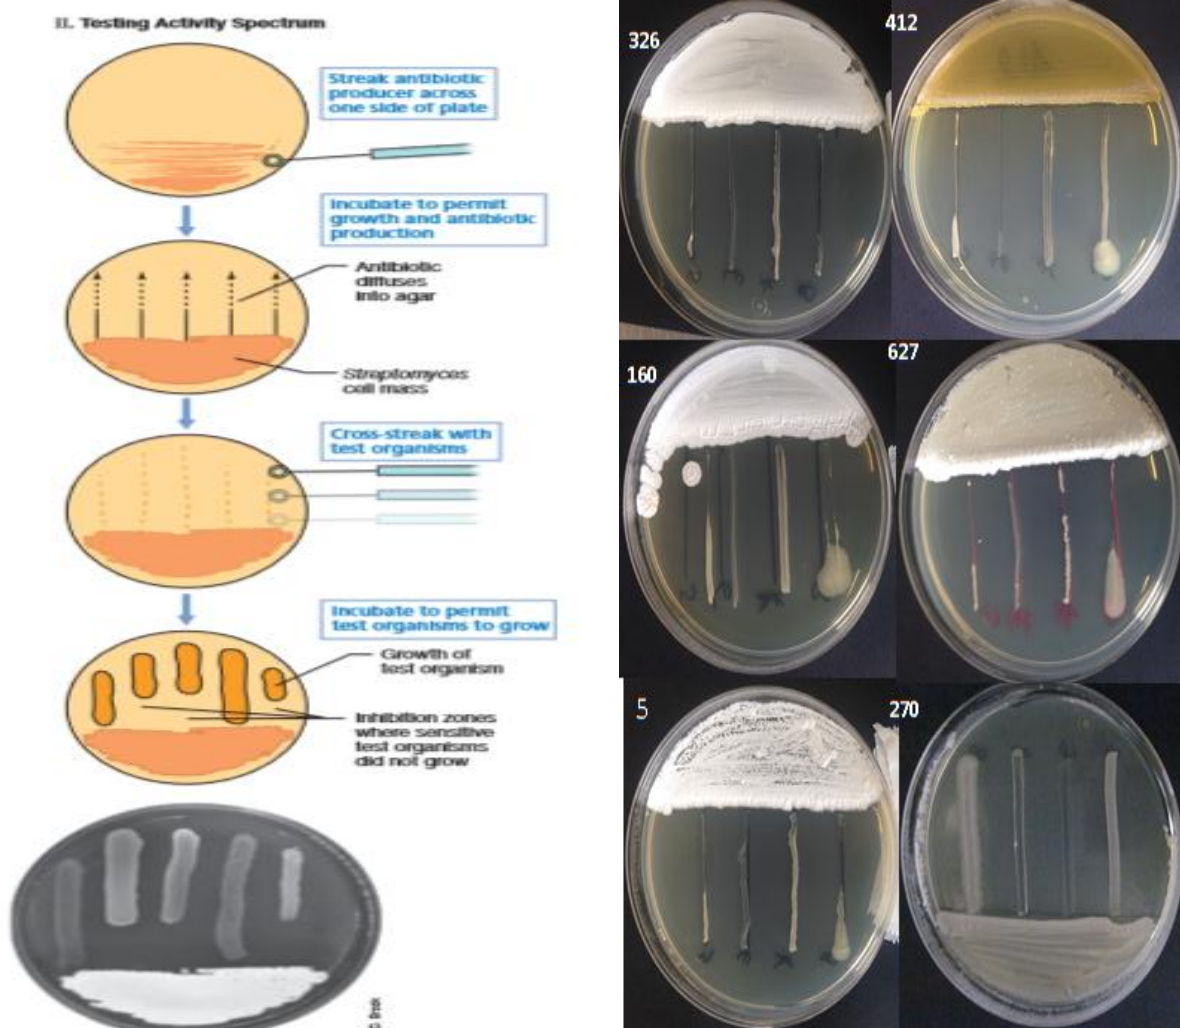 II. Testing Activity Spectrum
Streak antibiotic
producer across
one side of plate
Incubate to permit
growth and antibiotic
production
Antibiotic
diffuses
into agar
Streptomyces
cell mass
Cross-streak with
test organisms
Incubate to permit
test organisms to grow
Growth of
test organism
Inhibition zones
where sensitive
test organisms
did not grow
326
412
160
627
5
270